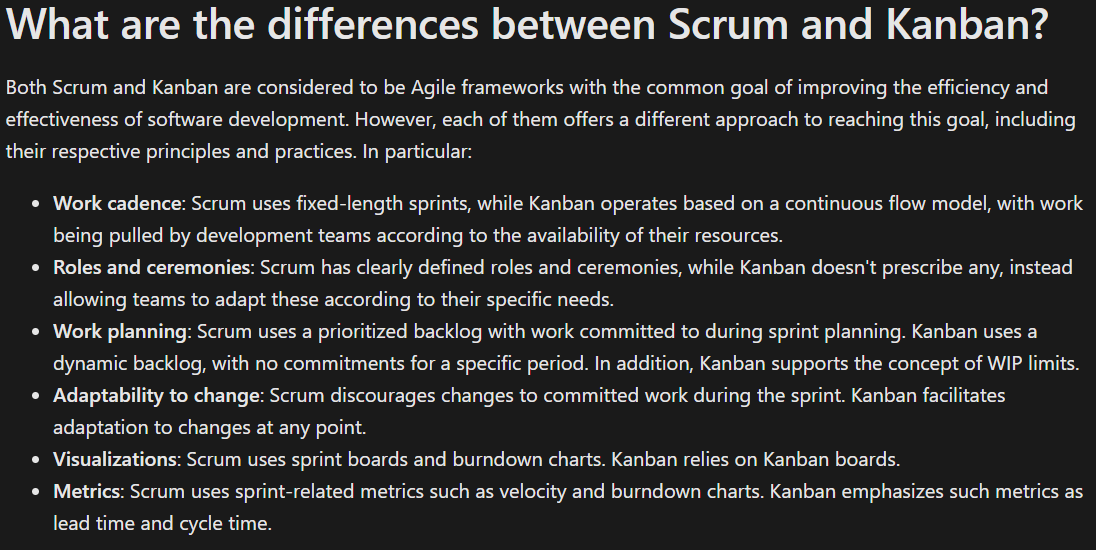 What are the differences between Scrum and Kanban?
Both Scrum and Kanban are considered to be Agile frameworks with the common goal of improving the efficiency and
effectiveness of software development. However, each of them offers a different approach to reaching this goal, including
their respective principles and practices. In particular:
• Work cadence: Scrum uses fixed-length sprints, while Kanban operates based on a continuous flow model, with work
being pulled by development teams according to the availability of their resources.
• Roles and ceremonies: Scrum has clearly defined roles and ceremonies, while Kanban doesn't prescribe any, instead
allowing teams to adapt these according to their specific needs.
• Work planning: Scrum uses a prioritized backlog with work committed to during sprint planning. Kanban uses a
dynamic backlog, with no commitments for a specific period. In addition, Kanban supports the concept of WIP limits.
• Adaptability to change: Scrum discourages changes to committed work during the sprint. Kanban facilitates
adaptation to changes at any point.
• Visualizations: Scrum uses sprint boards and burndown charts. Kanban relies on Kanban boards.
• Metrics: Scrum uses sprint-related metrics such as velocity and burndown charts. Kanban emphasizes such metrics as
lead time and cycle time.